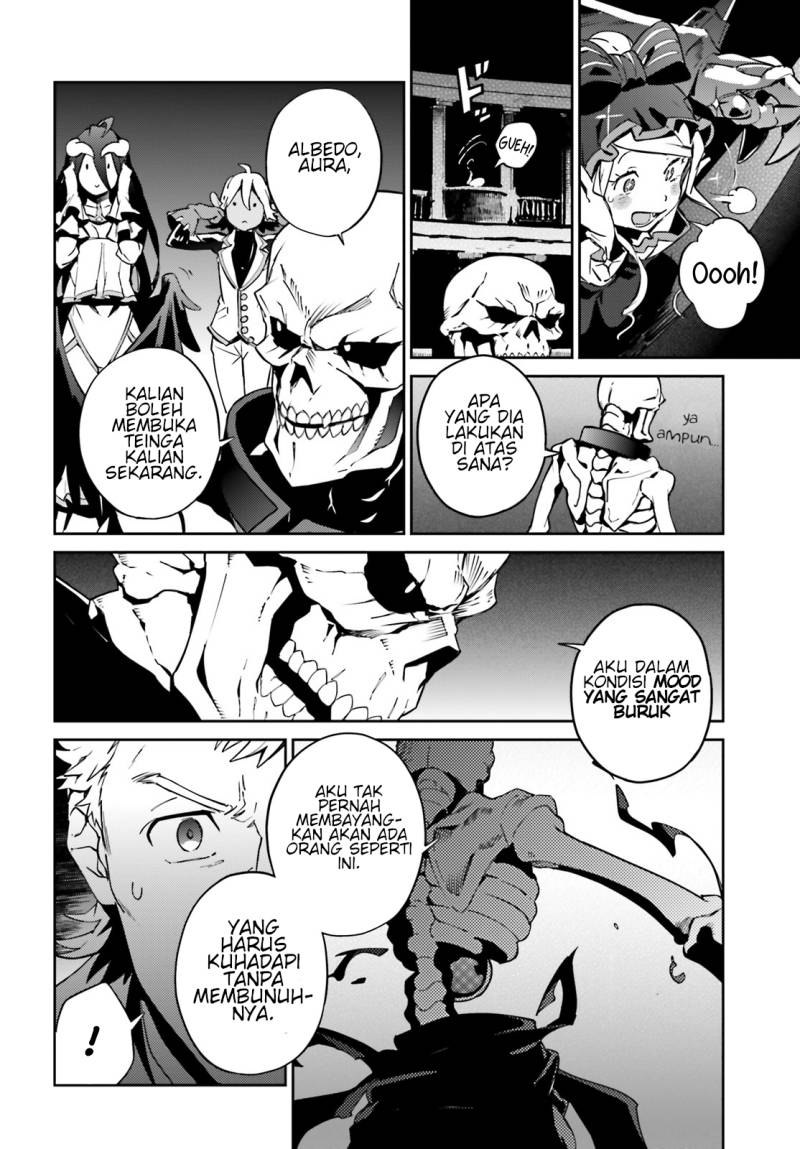 Oooh!
ド
GUEH!
ya
ampun...
APA
YANG DIA
LAKUKAN
DI ATAS
SANA?
ALBEDO,
AURA,
KALIAN
BOLEH
MEMBUKA
TEINGA
KALIAN
SEKARANG.
AKU DALAM
KONDISI MOOD
YANG SANGAT
BURUK
AKU TAK
PERNAH
MEMBAYANG-
KAN AKAN ADA
ORANG SEPERTI
INI.
YANG
HARUS
KUHADAPI
TANPA
MEMBUNUH-
NYA.
!